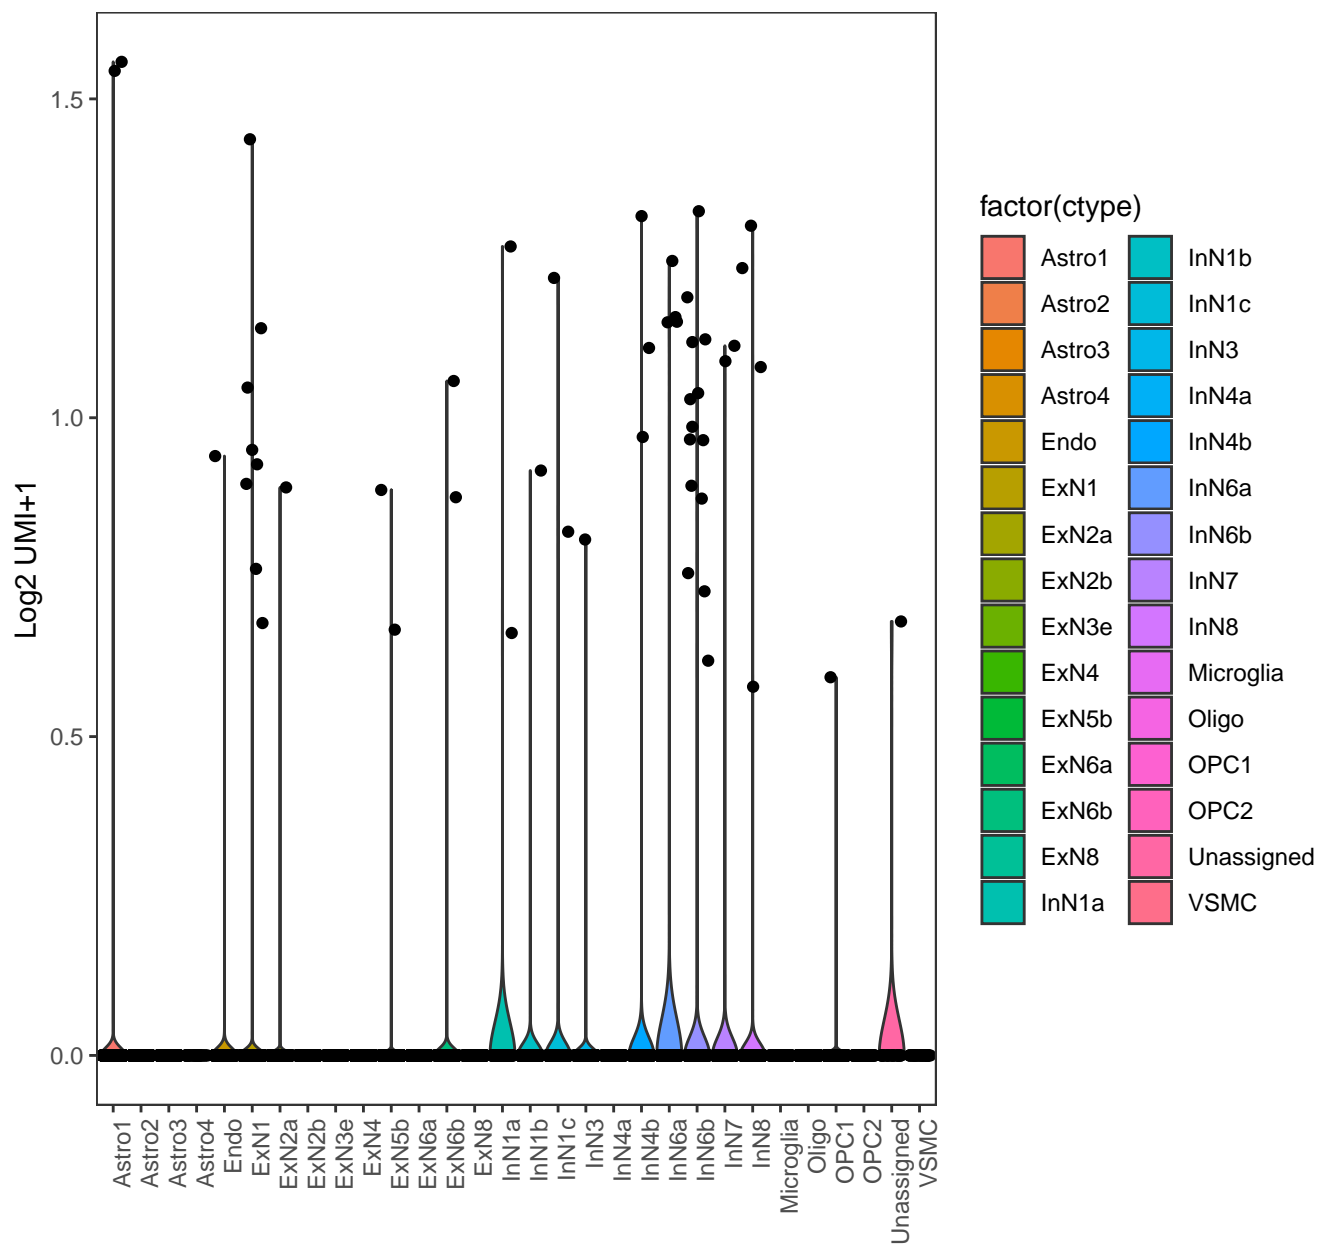 Log2 UMI+1
1.5
1.0
0.5
0.0
Astro1
Astro2
Astro3
Astro4
Endo
ExN1
ExN2a
ExN2b
ExN3e
ExN4
ExN5b
ExN6a
ExN6b
ExN8
InN1a
InN1b
InN1c
InN3
InN4a
InN4b
InN6a
InN6b
InN7
InN8
Microglia
Oligo
OPC1
OPC2
Unassigned
VSMC
factor(ctype)
Astro1
Astro2
Astro3
Astro4
Endo
ExN1
ExN2a
ExN2b
ExN3e
ExN4
ExN5b
ExN6a
ExN6b
ExN8
InN1a
InN1b
InN1c
InN3
InN4a
InN4b
InN6a
InN6b
InN7
InN8
Microglia
Oligo
OPC1
OPC2
Unassigned
VSMC